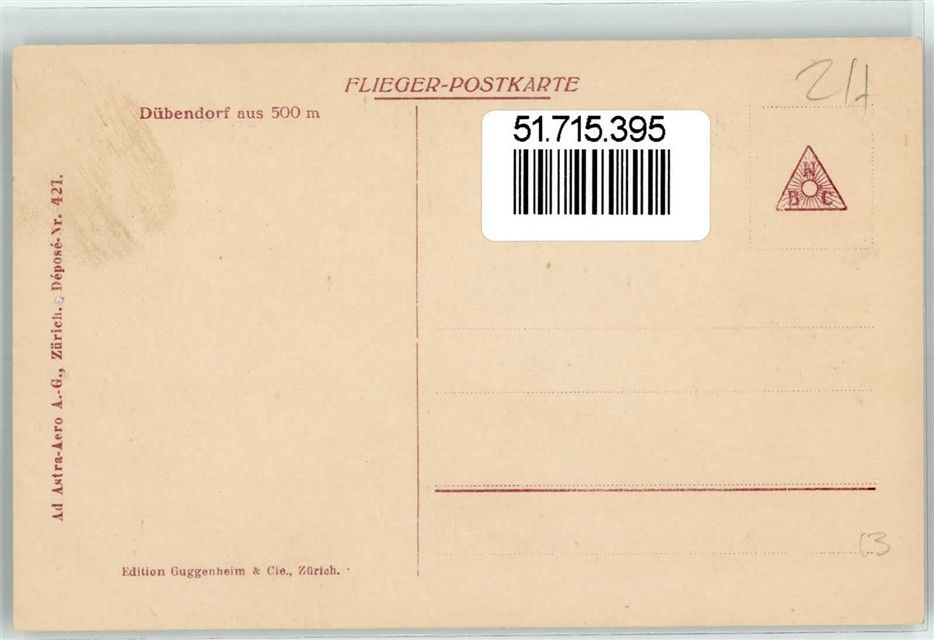 FLIEGER-POSTKARTE
Dübendorf aus 500 m
51.715.395
N
B C
Ad Astra-Aero A.-G., Zürich. Déposé-Nr. 421.
Edition Guggenheim & Cie., Zürich.